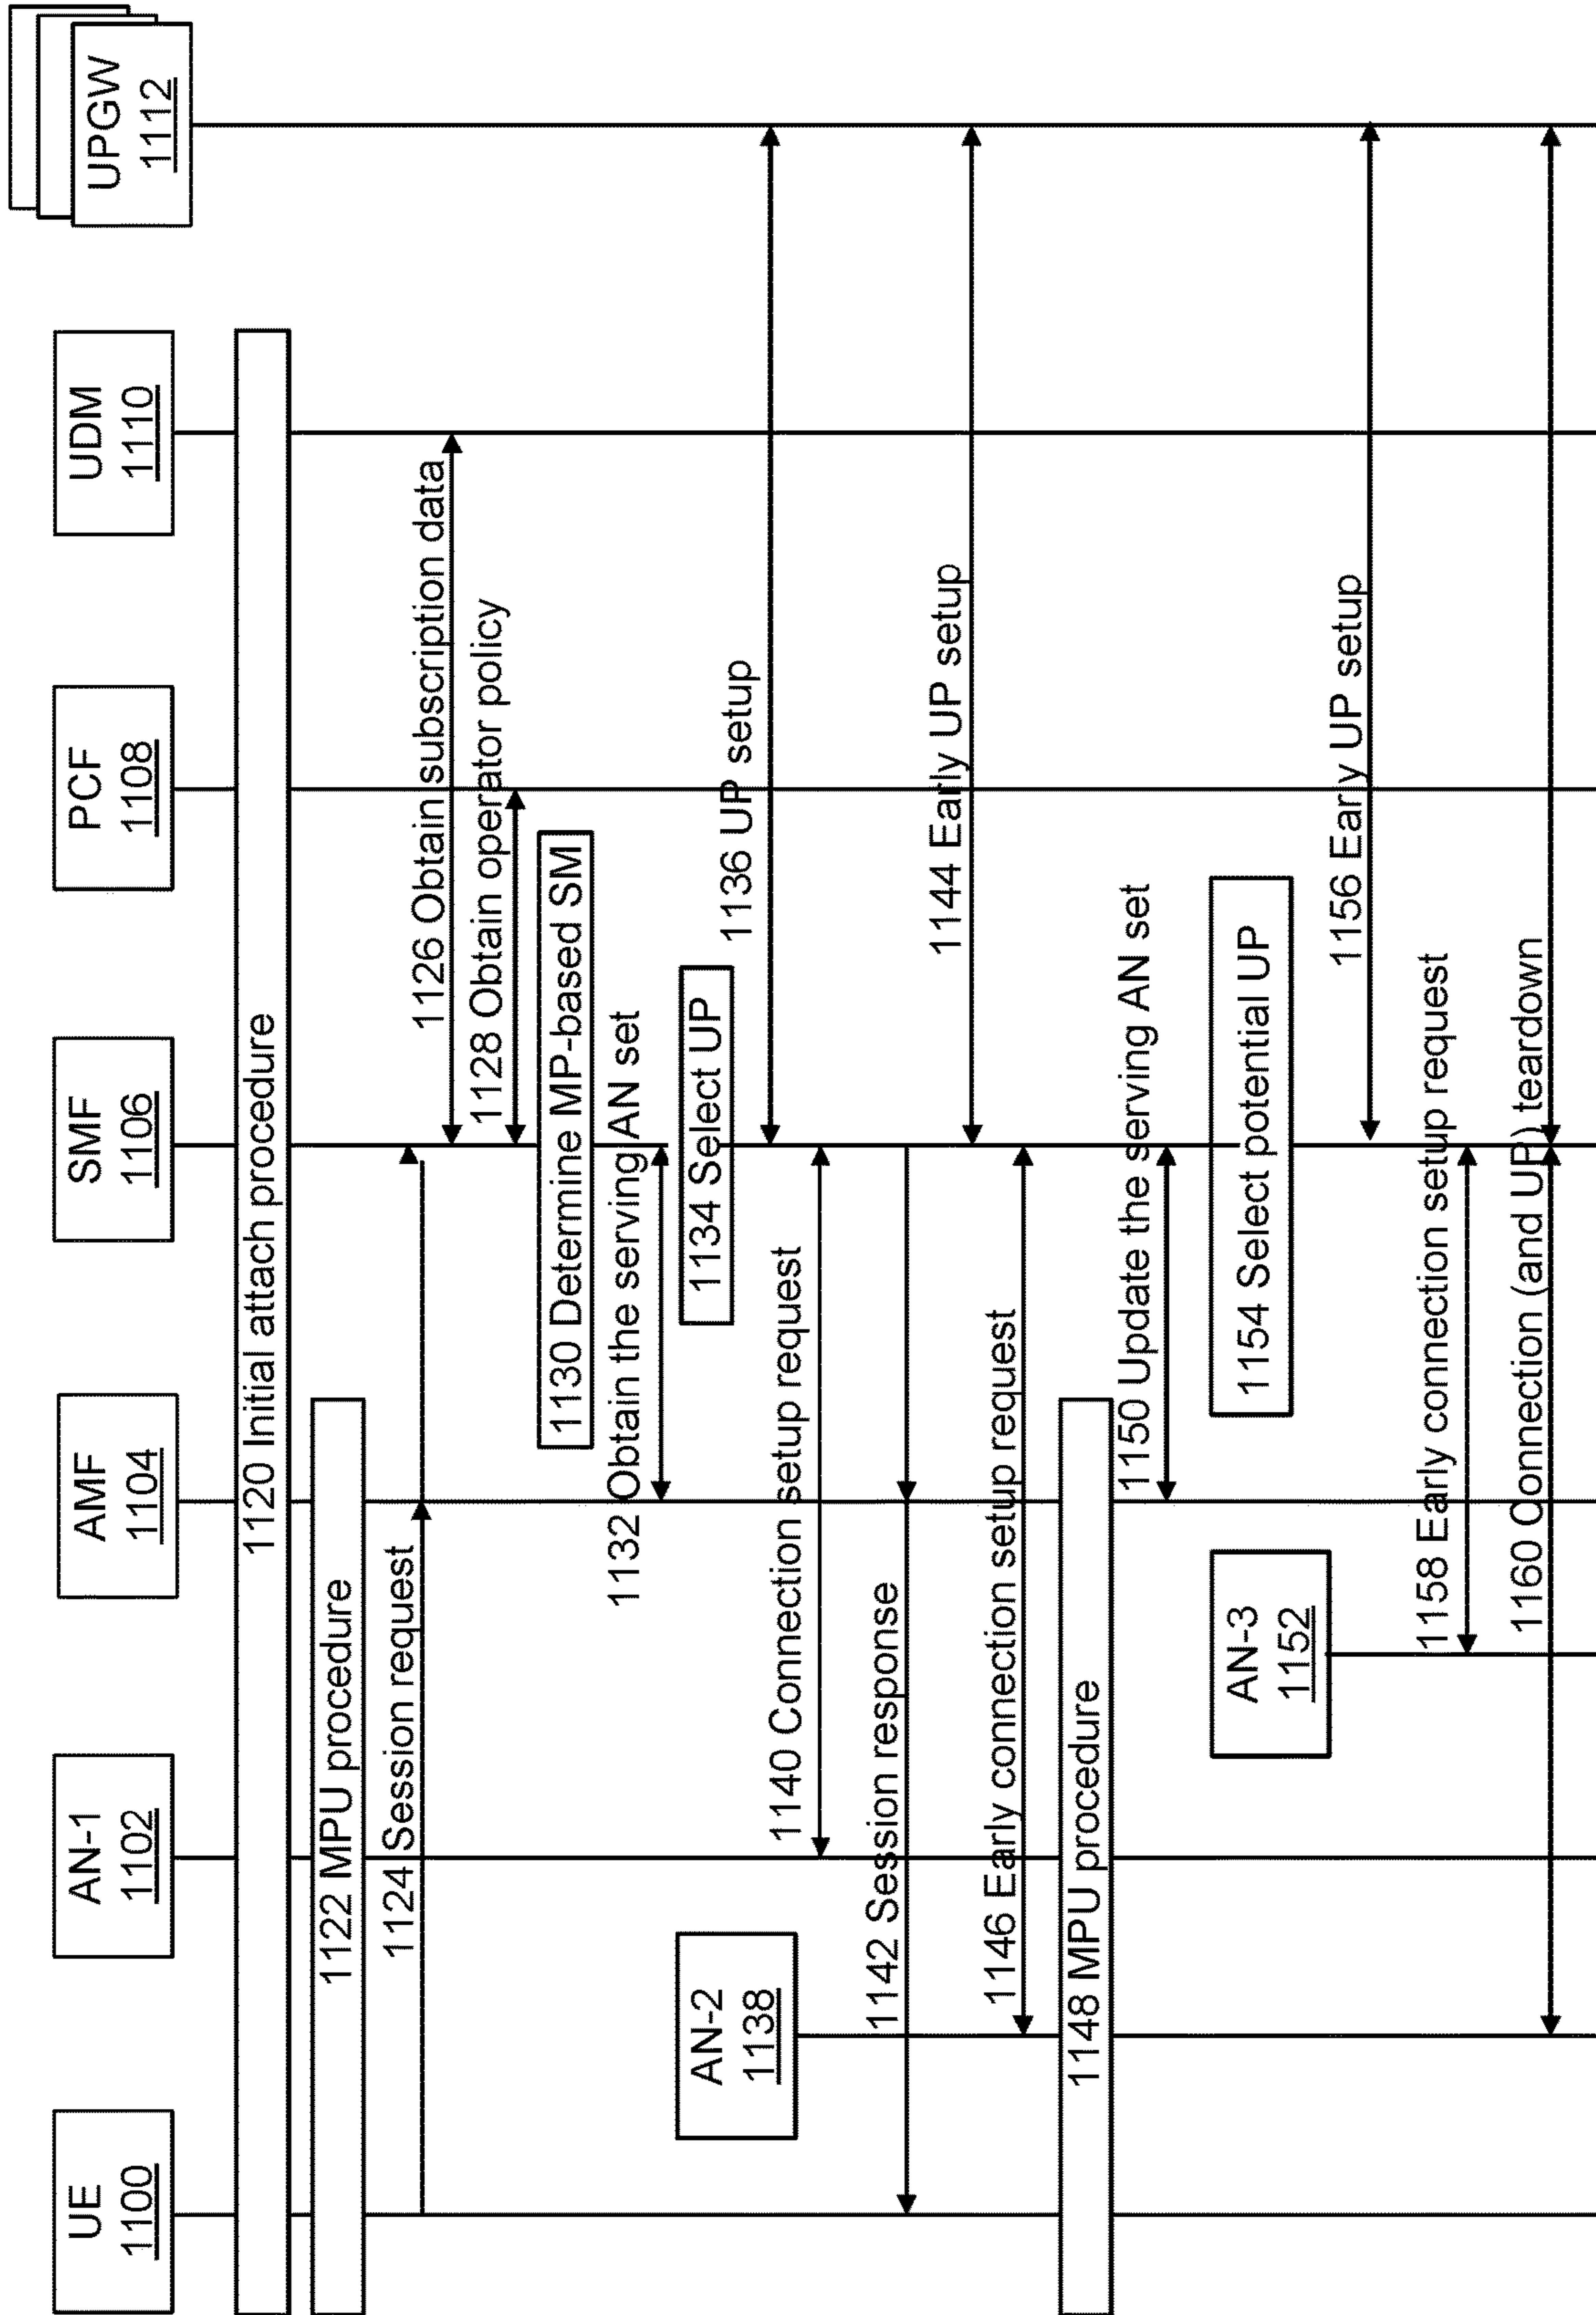 UE
1100
AN-1
1102
AMF
1104
SMF
1106
PCF
1108
UDM
1110
UPGW
1112
1120 Initial attach procedure
1122 MPU procedure
1124 Session request
1126 Obtain subscription data
1128 Obtain operator policy
1130 Determine MP-based SM
1132 Obtain the serving AN set
1134 Select UP
AN-2
1138
1136 UP setup
1140 Connection setup request
1142 Session response
1144 Early UP setup
1146 Early connection setup request
1148 MPU procedure
1150 Update the serving AN set
AN-3
1152
1154 Select potential UP
1156 Early UP setup
1158 Early connection setup request
1160 Connection (and UP) teardown